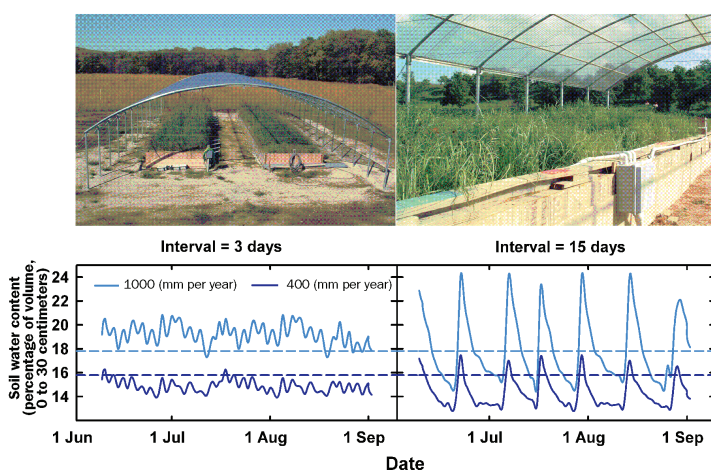 Interval = 3 days
Interval = 15 days
Soil water content
(percentage of volume,
0 to 30 centimeters)
24
22
20
18
16
14
1000 (mm per year)
400 (mm per year)
1 Jun
1 Jul
1 Aug
1 Sep
1 Jul
1 Aug
1 Sep
Date